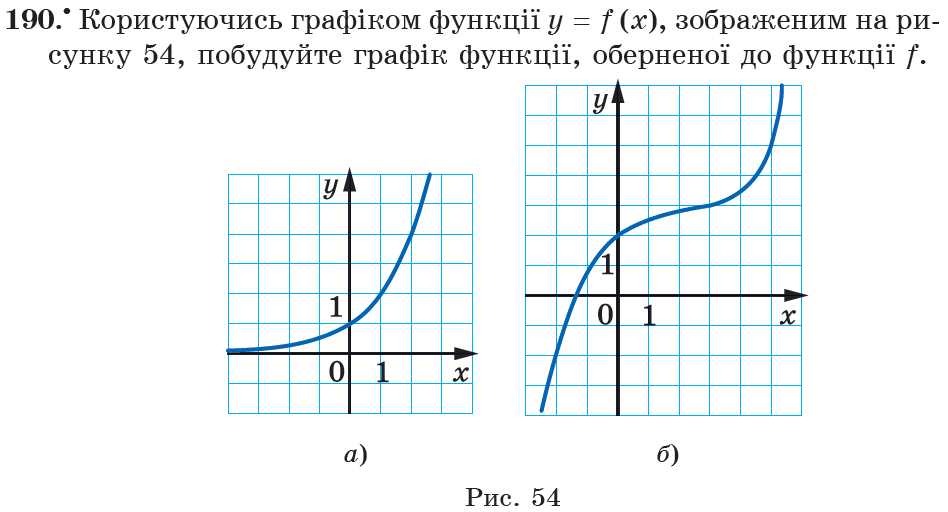 190.• Користуючись графіком функції y = f (x), зображеним на ри-
сунку 54, побудуйте графік функції, оберненої до функції f.
y
1
0 1 x
y
1
0 1 x
а) б)
Рис. 54